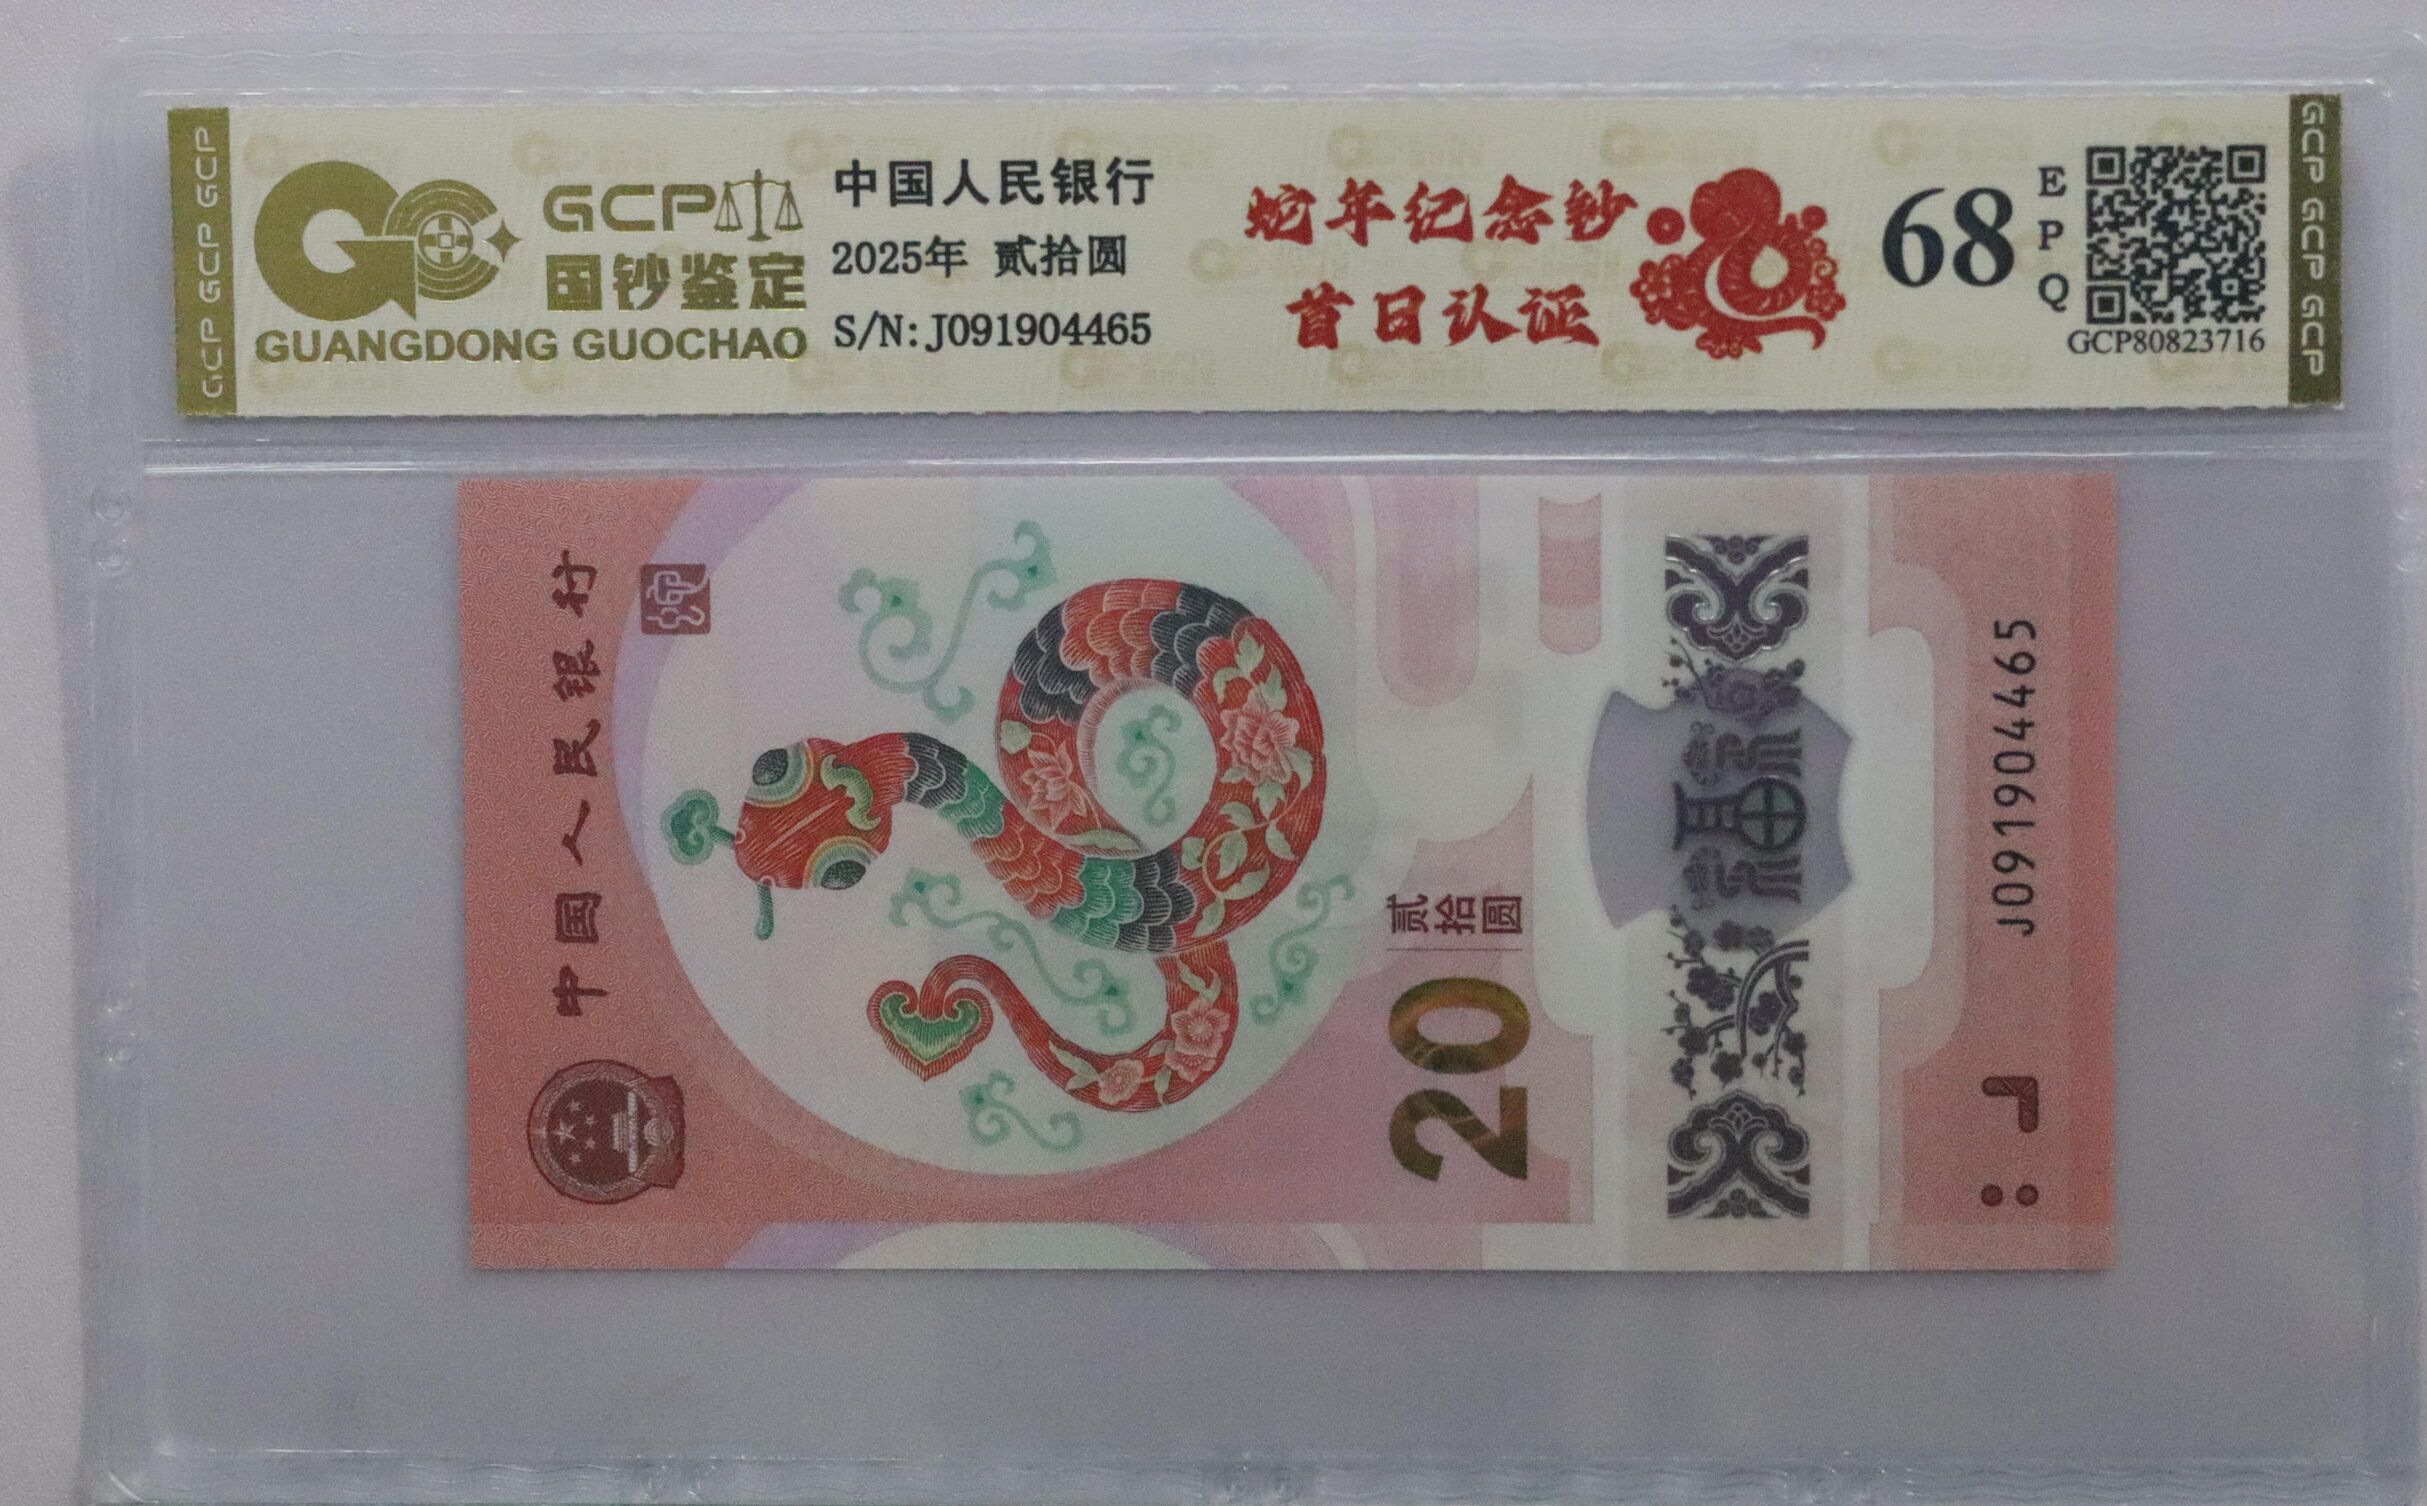 GCP GCP GCP
GCP
国钞鉴定
GUANGDONG GUOCHAO
中国人民银行
2025年 贰拾圆
S/N:J091904465
蛇年纪念钞
首日认证
68
EPQ
GCP80823716
GCP GCP GCP
中国人民银行
20
贰拾圆
福
J091904465